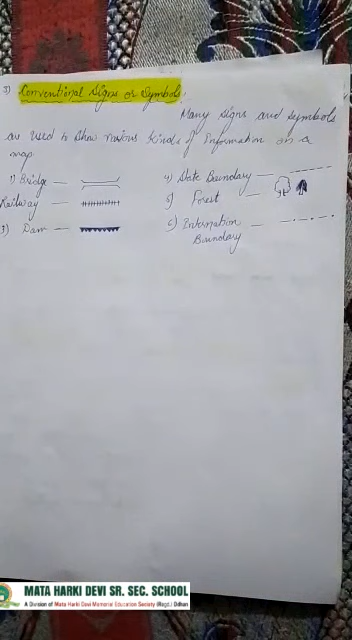 3) Conventional Signs or Symbols.
Many signs and symbols
are used to show various kinds of Information on a
map.
1) Bridge —
Railway —
3) Dam —
4) State Boundary —
5) Forest —
6) Internation —
Boundary
MATA HARKI DEVI SR. SEC. SCHOOL
A Division of Mata Harki Devi Memorial Education Society (Regd.) Odhan